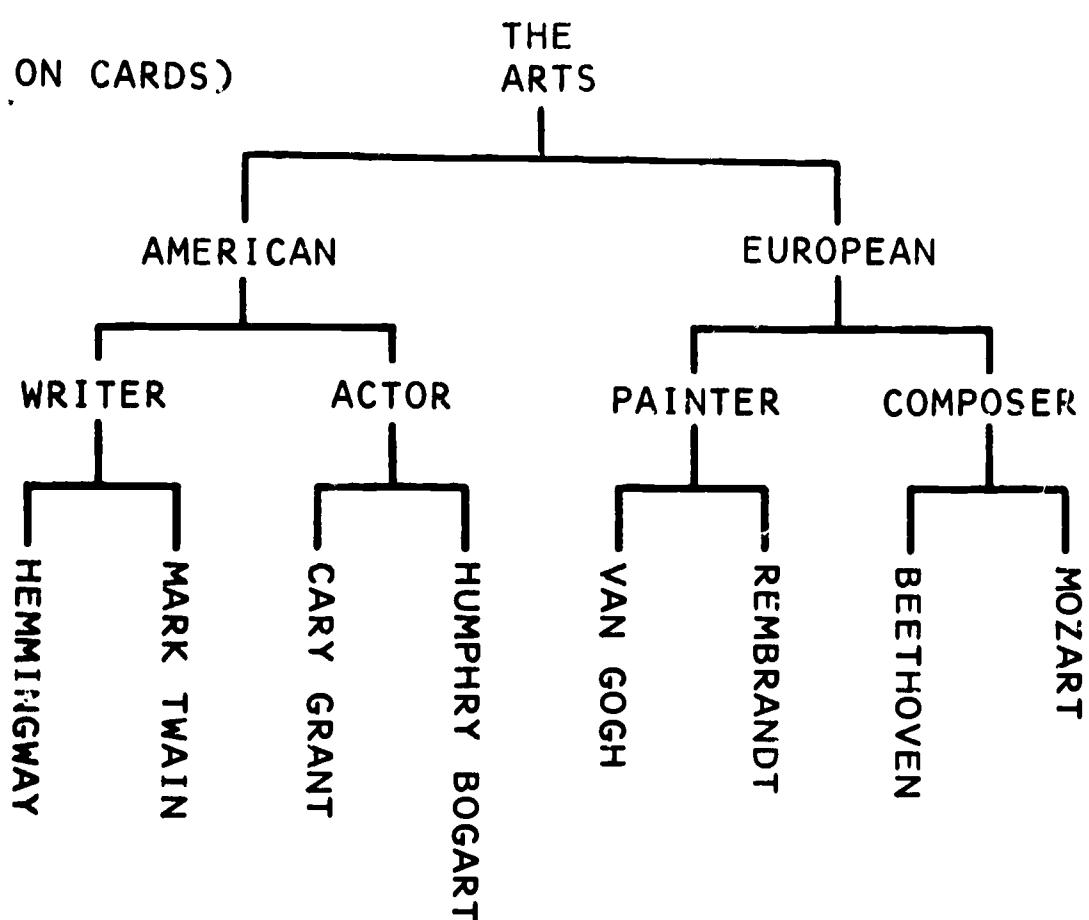 THE
ON CARDS)
ARTS
AMERICAN
EUROPEAN
WRITER
ACTOR
PAINTER
COMPOSER
HEMMINGWAY
MARK TWAIN
CARY GRANT
HUMPHRY BOGART
VAN GOGH
REMBRANDT
BEETHOVEN
MOZART